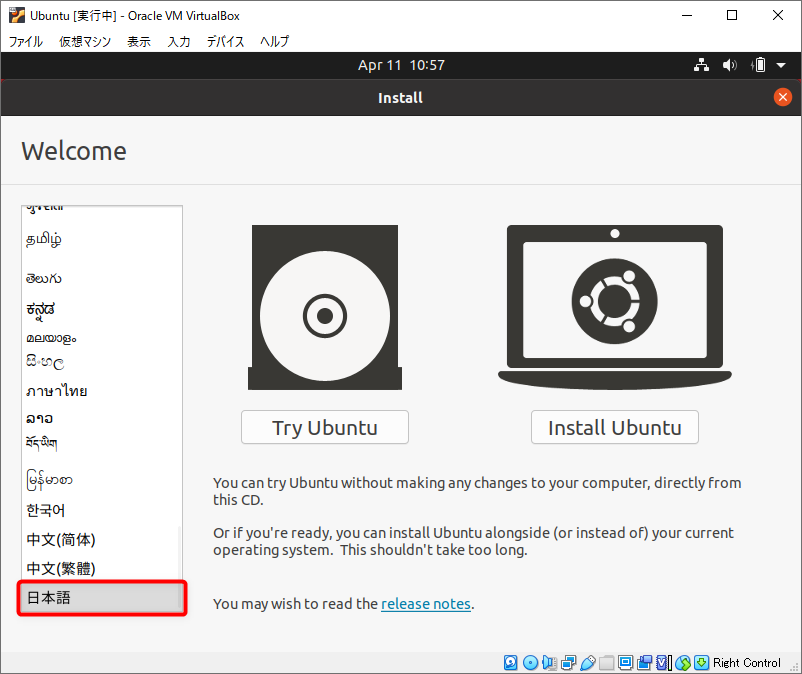 Ubuntu [実行中] - Oracle VM VirtualBox
ファイル 仮想マシン 表示 入力 デバイス ヘルプ
Apr 11 10:57
Install
Welcome
தமிழ்
తెలుగు
ಕನ್ನಡ
മലയാളം
සිංහල
ภาษาไทย
ລາວ
བོད་ཡིག
မြန်မာစာ
한국어
中文(简体)
中文(繁體)
日本語
Try Ubuntu
Install Ubuntu
You can try Ubuntu without making any changes to your computer, directly from
this CD.
Or if you're ready, you can install Ubuntu alongside (or instead of) your current
operating system. This shouldn't take too long.
You may wish to read the release notes.
Right Control